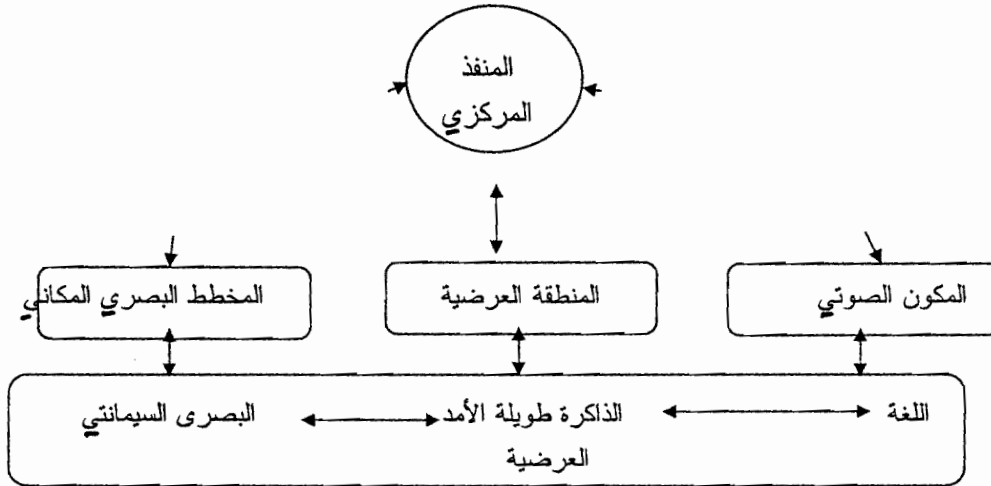 المنفذ
المركزي
المكون الصوتي
المنطقة العرضية
المخطط البصري المكاني
اللغة
الذاكرة طويلة الأمد
البصرى السيمانتي
العرضية